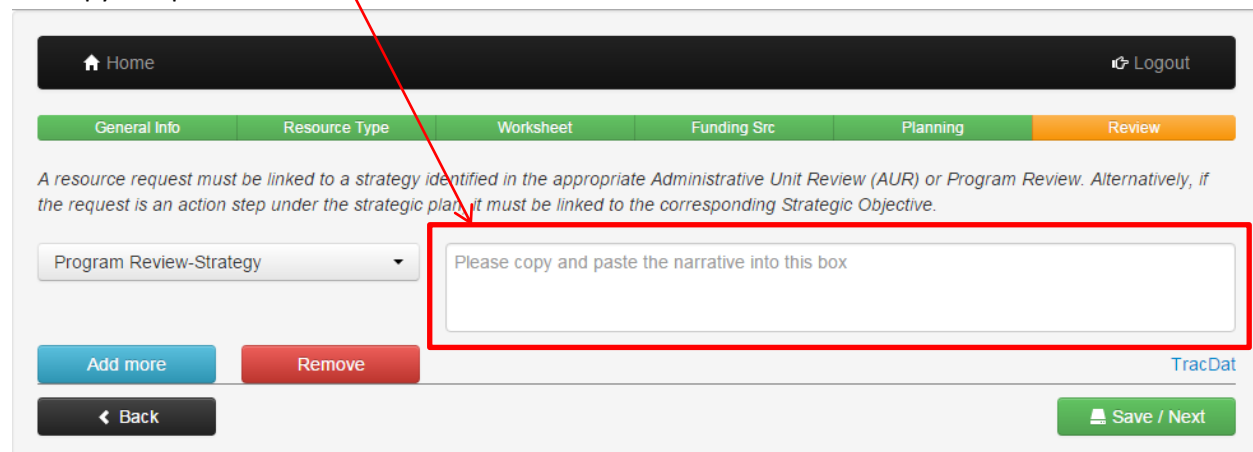 Home
Logout
General Info Resource Type Worksheet Funding Src Planning Review
A resource request must be linked to a strategy identified in the appropriate Administrative Unit Review (AUR) or Program Review. Alternatively, if
the request is an action step under the strategic plan, it must be linked to the corresponding Strategic Objective.
Program Review-Strategy
Please copy and paste the narrative into this box
Add more Remove TracDat
Back Save / Next